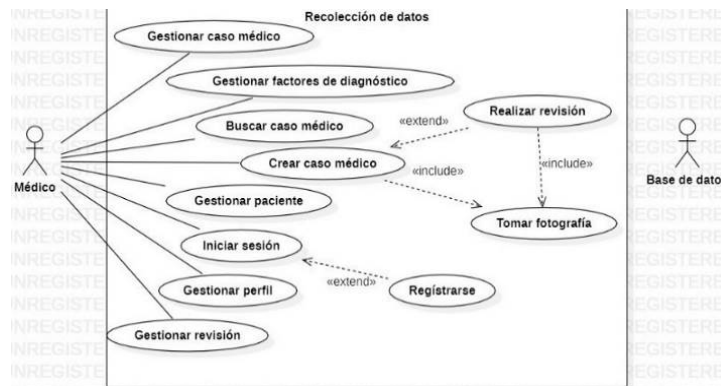 Recolección de datos
Gestionar caso médico
Gestionar factores de diagnóstico
Realizar revisión
Buscar caso médico
«extend»
Crear caso médico
«include»
«include»
Médico
Base de dato
Gestionar paciente
Tomar fotografía
Iniciar sesión
«extend»
Gestionar perfil
Regístrarse
Gestionar revisión